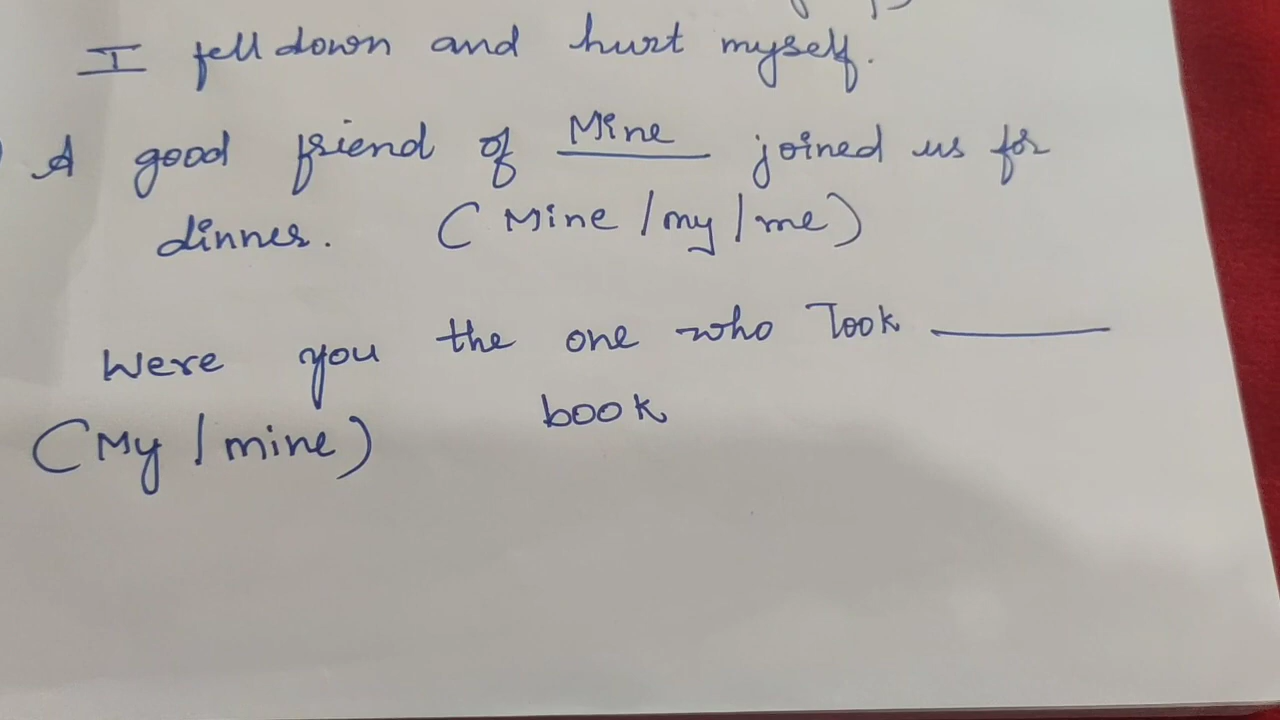 I fell down and hurt myself.
A good friend of Mine joined us for
dinner. (Mine / my / me)
Were you the one who Took ______
(My / mine) book